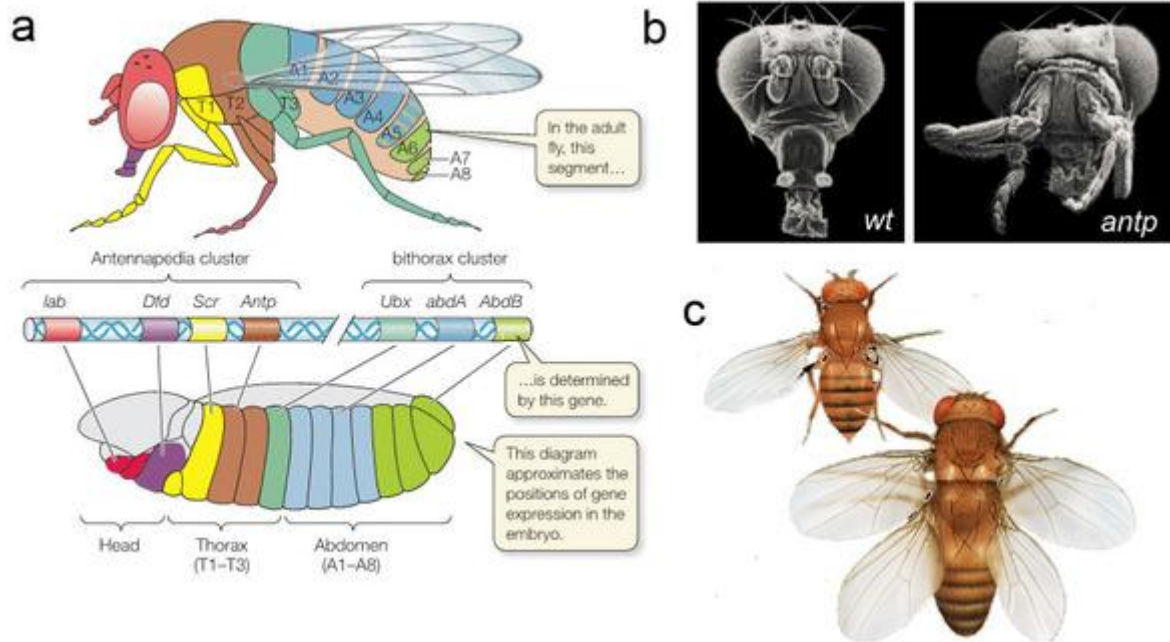 a
T1
T2
T3
A1
A2
A3
A4
A5
A6
A7
A8
In the adult
fly, this
segment...
Antennapedia cluster
bithorax cluster
lab
Dfd
Scr
Antp
Ubx
abdA
AbdB
...is determined
by this gene.
This diagram
approximates the
positions of gene
expression in the
embryo.
Head
Thorax
(T1–T3)
Abdomen
(A1–A8)
b
wt
antp
c